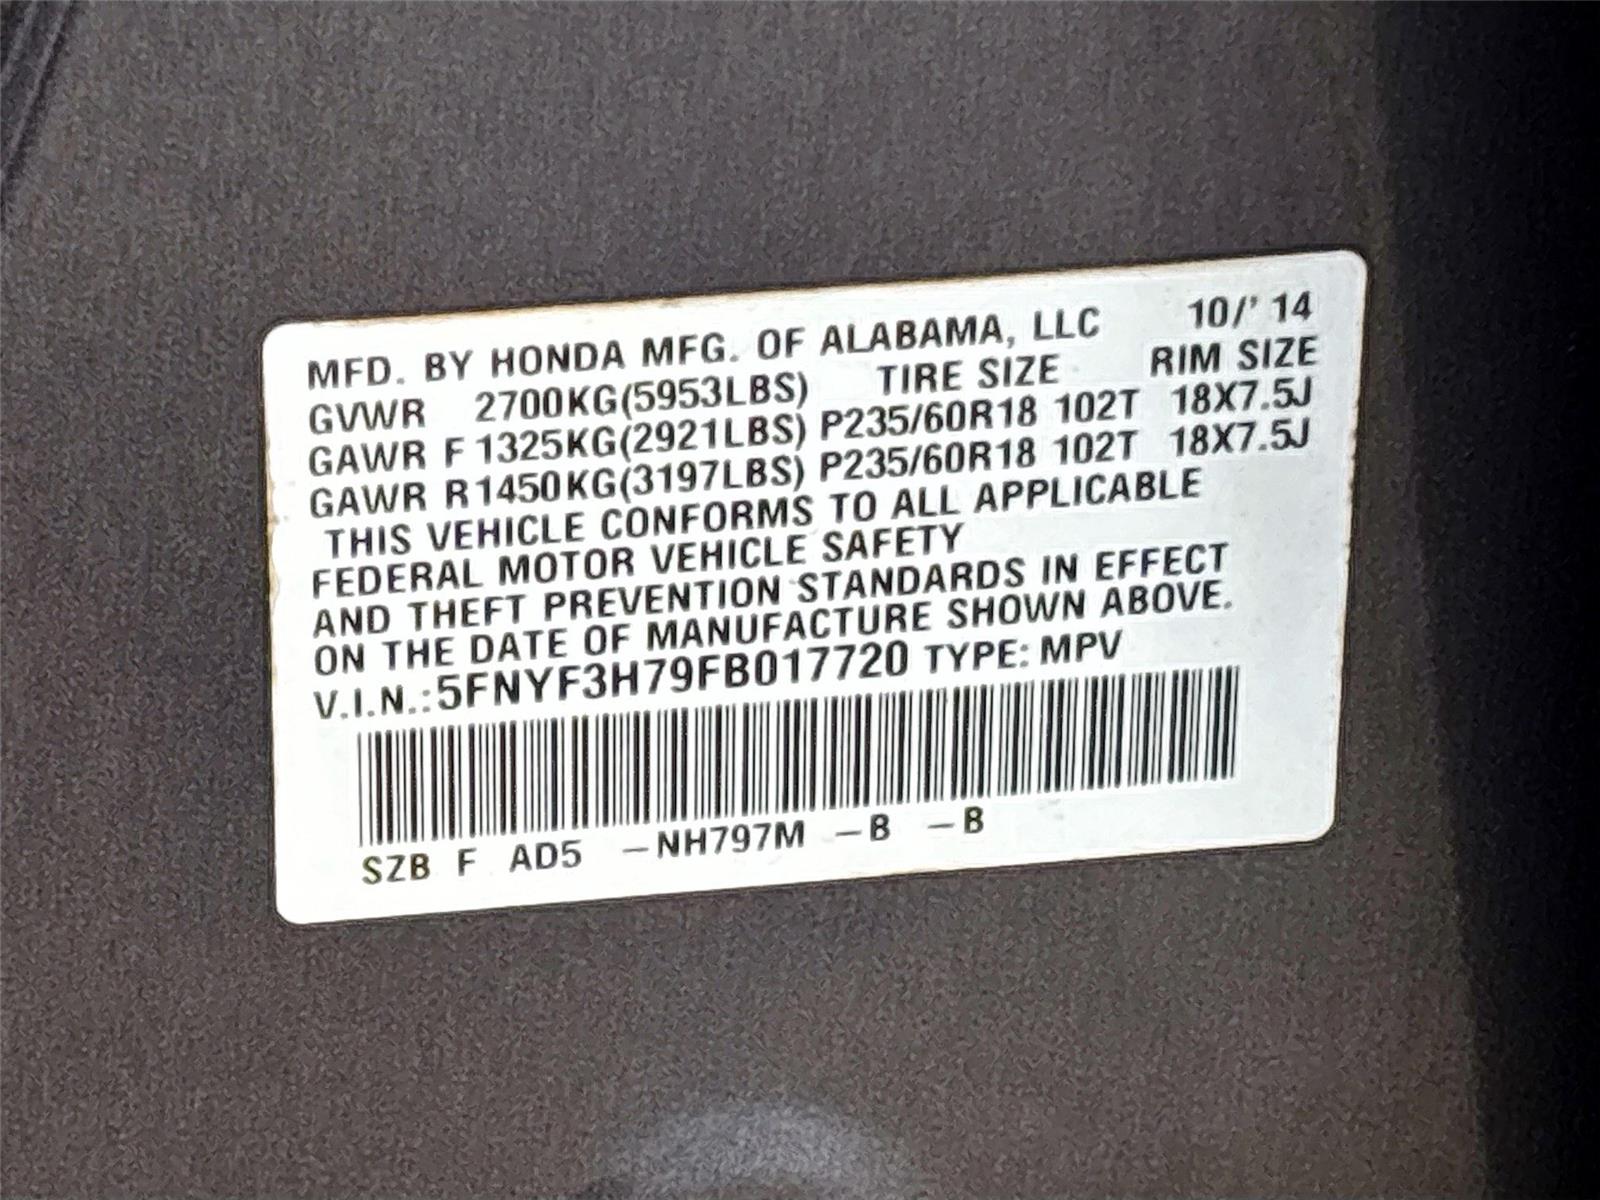 MFD. BY HONDA MFG. OF ALABAMA, LLC 10/' 14
GVWR 2700KG(5953LBS) TIRE SIZE RIM SIZE
GAWR F 1325KG(2921LBS) P235/60R18 102T 18X7.5J
GAWR R 1450KG(3197LBS) P235/60R18 102T 18X7.5J
THIS VEHICLE CONFORMS TO ALL APPLICABLE
FEDERAL MOTOR VEHICLE SAFETY
AND THEFT PREVENTION STANDARDS IN EFFECT
ON THE DATE OF MANUFACTURE SHOWN ABOVE.
V.I.N.:5FNYF3H79FB017720 TYPE: MPV
SZB F AD5 –NH797M –B –B